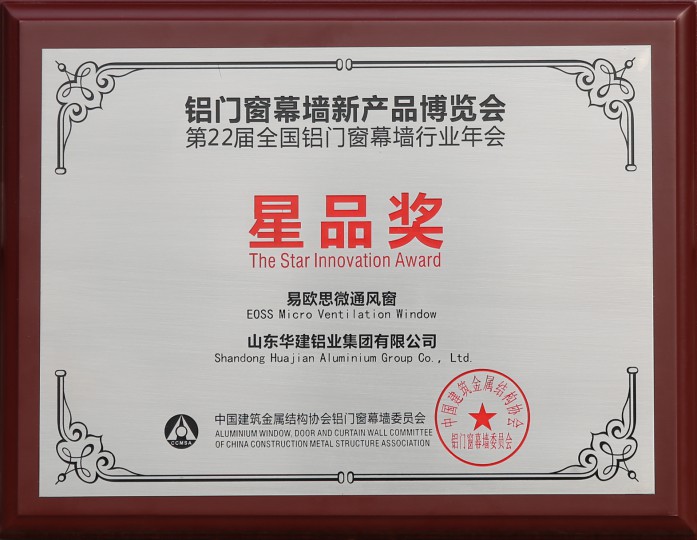 铝门窗幕墙新产品博览会
第22届全国铝门窗幕墙行业年会
星品奖
The Star Innovation Award
易欧思微通风窗
EOSS Micro Ventilation Window
山东华建铝业集团有限公司
Shandong Huajian Aluminium Group Co., Ltd.
中国建筑金属结构协会铝门窗幕墙委员会
ALUMINIUM WINDOW, DOOR AND CURTAIN WALL COMMITTEE
OF CHINA CONSTRUCTION METAL STRUCTURE ASSOCIATION
CCMSA
中国建筑金属结构协会
铝门窗幕墙委员会